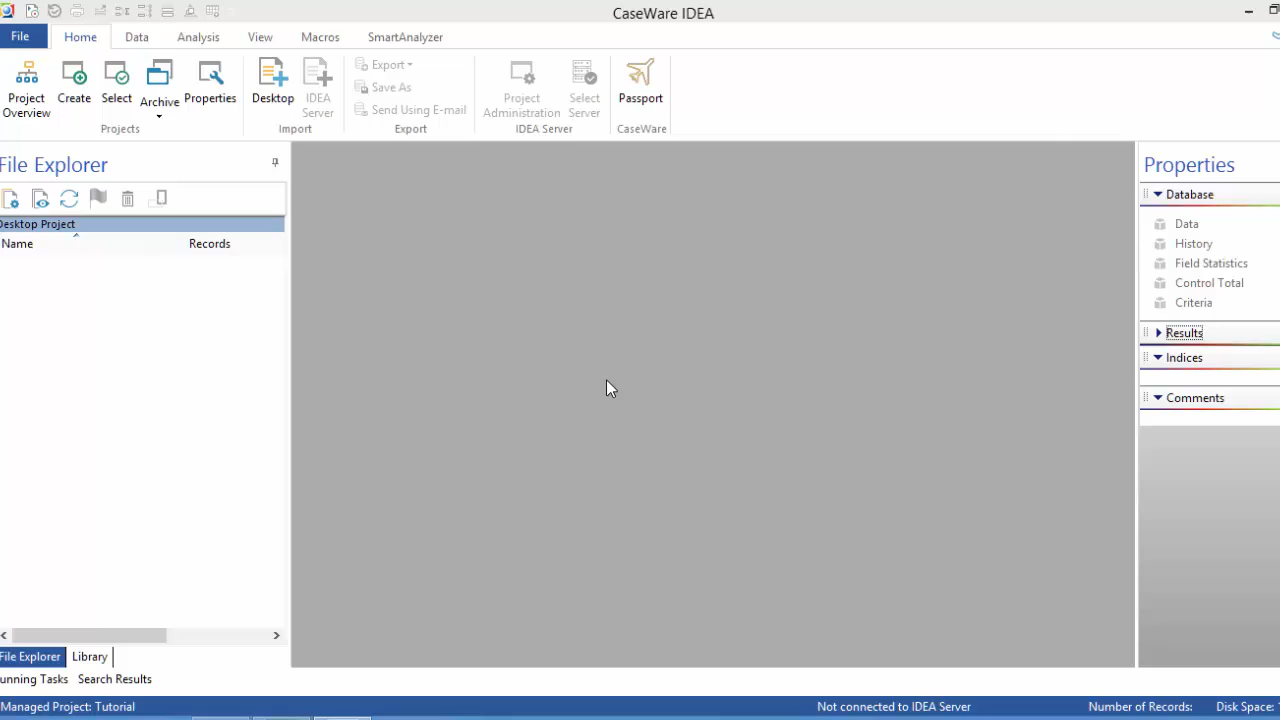 CaseWare IDEA
File Home Data Analysis View Macros SmartAnalyzer
Project Overview Create Select Archive Properties
Projects
Desktop IDEA Server
Import
Export
Save As
Send Using E-mail
Export
Project Administration Select Server
IDEA Server
Passport
CaseWare
File Explorer
Desktop Project
Name Records
File Explorer Library
unning Tasks Search Results
Properties
Database
Data
History
Field Statistics
Control Total
Criteria
Results
Indices
Comments
Managed Project: Tutorial Not connected to IDEA Server Number of Records: Disk Space: